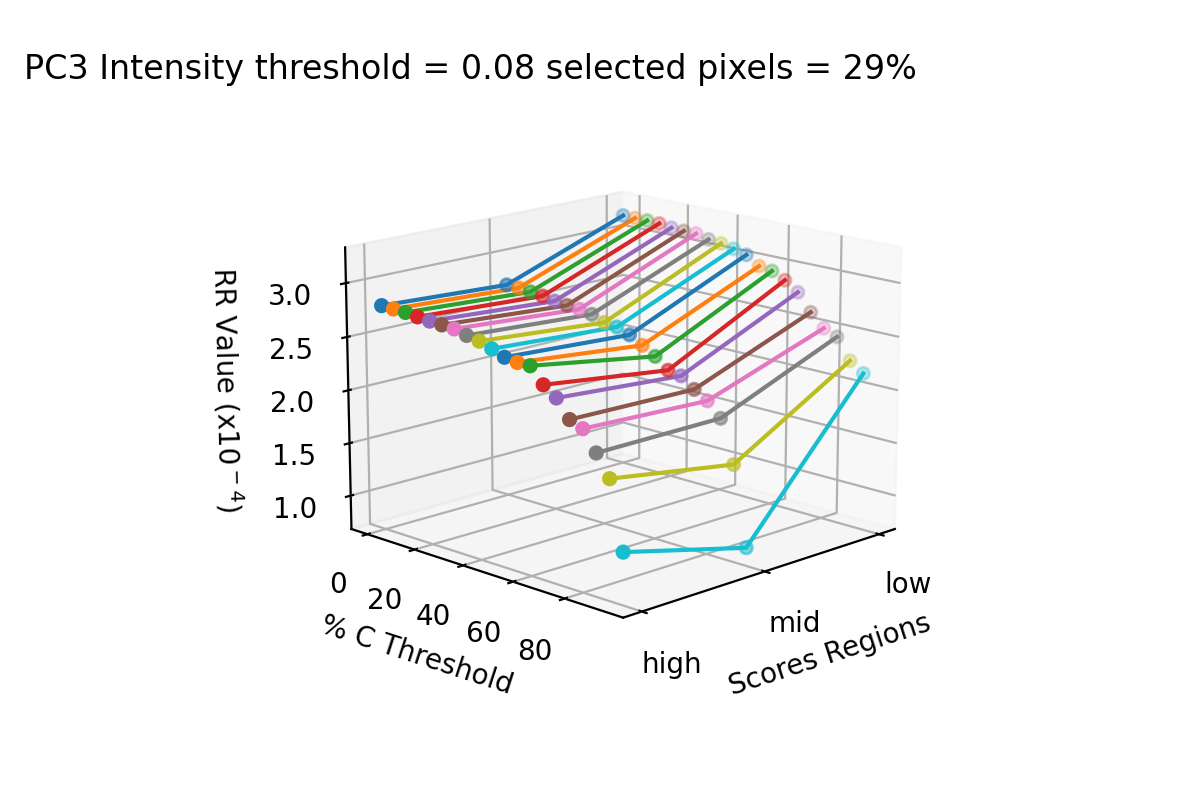 PC3 Intensity threshold = 0.08 selected pixels = 29%
RR Value (x10⁻⁴)
3.0
2.5
2.0
1.5
1.0
0
20
40
60
80
% C Threshold
high
mid
low
Scores Regions